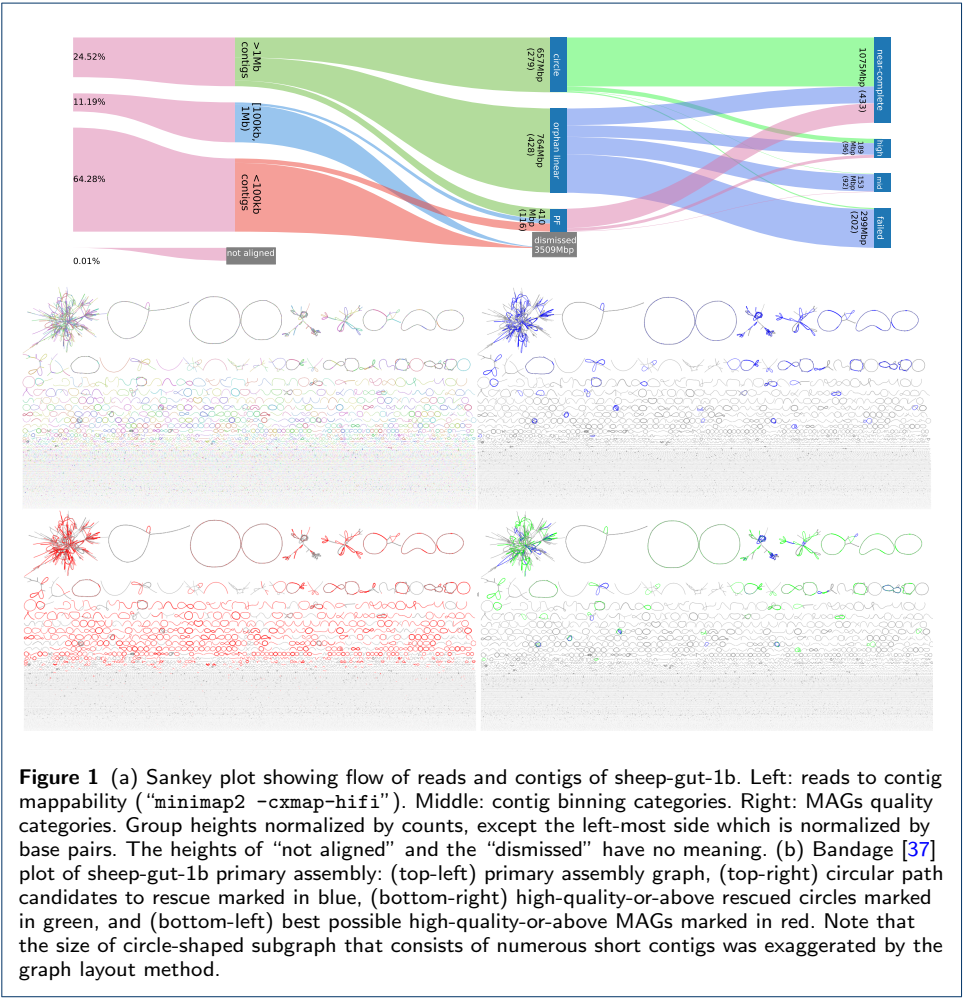 24.52%
11.19%
64.28%
0.01%
>1Mb
contigs
[100kb,
1Mb)
<100kb
contigs
not aligned
657Mbp
(279)
circle
764Mbp
(428)
orphan linear
410
Mbp
(116)
PF
dismissed
3509Mbp
1075Mbp (433)
near-complete
189
Mbp
(96)
high
153
Mbp
(92)
mid
299Mbp
(202)
failed
Figure 1 (a) Sankey plot showing flow of reads and contigs of sheep-gut-1b. Left: reads to contig
mappability (“minimap2 -cxmap-hifi”). Middle: contig binning categories. Right: MAGs quality
categories. Group heights normalized by counts, except the left-most side which is normalized by
base pairs. The heights of “not aligned” and the “dismissed” have no meaning. (b) Bandage [37]
plot of sheep-gut-1b primary assembly: (top-left) primary assembly graph, (top-right) circular path
candidates to rescue marked in blue, (bottom-right) high-quality-or-above rescued circles marked
in green, and (bottom-left) best possible high-quality-or-above MAGs marked in red. Note that
the size of circle-shaped subgraph that consists of numerous short contigs was exaggerated by the
graph layout method.